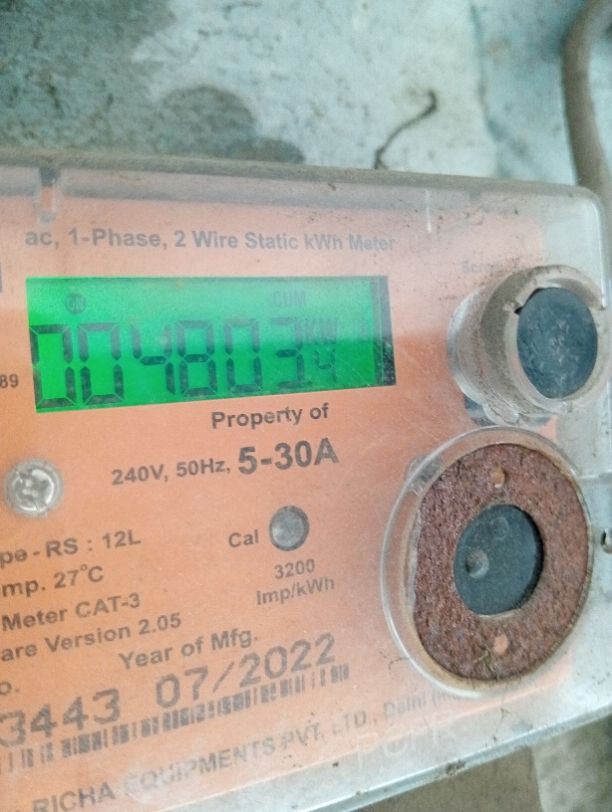 ac, 1-Phase, 2 Wire Static kWh Meter
CUM
004803 KW
89
Property of
240V, 50Hz, 5-30A
pe - RS : 12L
Cal
mp. 27°C
3200
Imp/kWh
Meter CAT-3
are Version 2.05
Year of Mfg.
o.
3443 07/2022
RICHA EQUIPMENTS PVT. LTD., Delhi